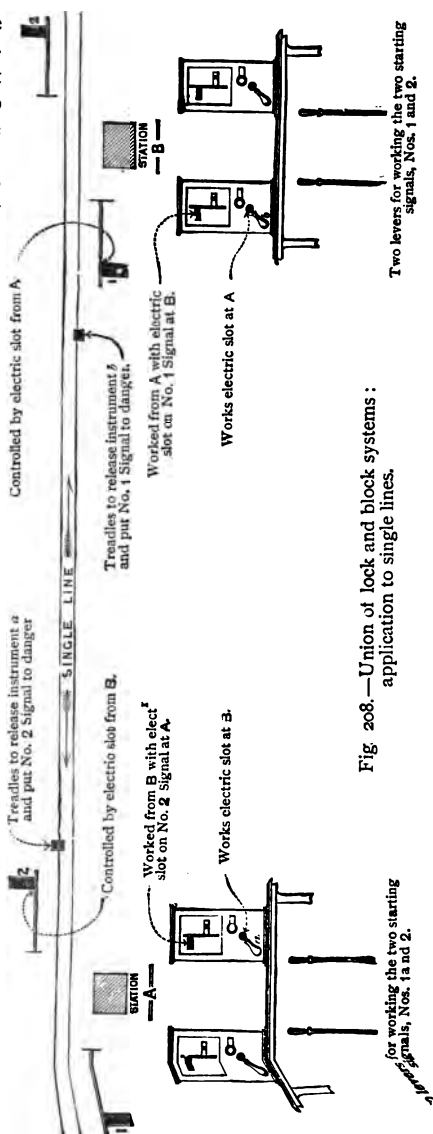 Treadles to release instrument a
and put No. 2 Signal to danger
2
Controlled by electric slot from B.
STATION
A
1
SINGLE LINE
Controlled by electric slot from A
Treadles to release instrument b
and put No. 1 Signal to danger.
1
STATION
B
2
Worked from B with elect^r
slot on No. 2 Signal at A.
Works electric slot at B.
for working the two starting
signals, Nos. 1a and 2.
Worked from A with electric
slot on No. 1 Signal at B.
Works electric slot at A
Two levers for working the two starting
signals, Nos. 1 and 2.
Fig. 208.—Union of lock and block systems:
application to single lines.